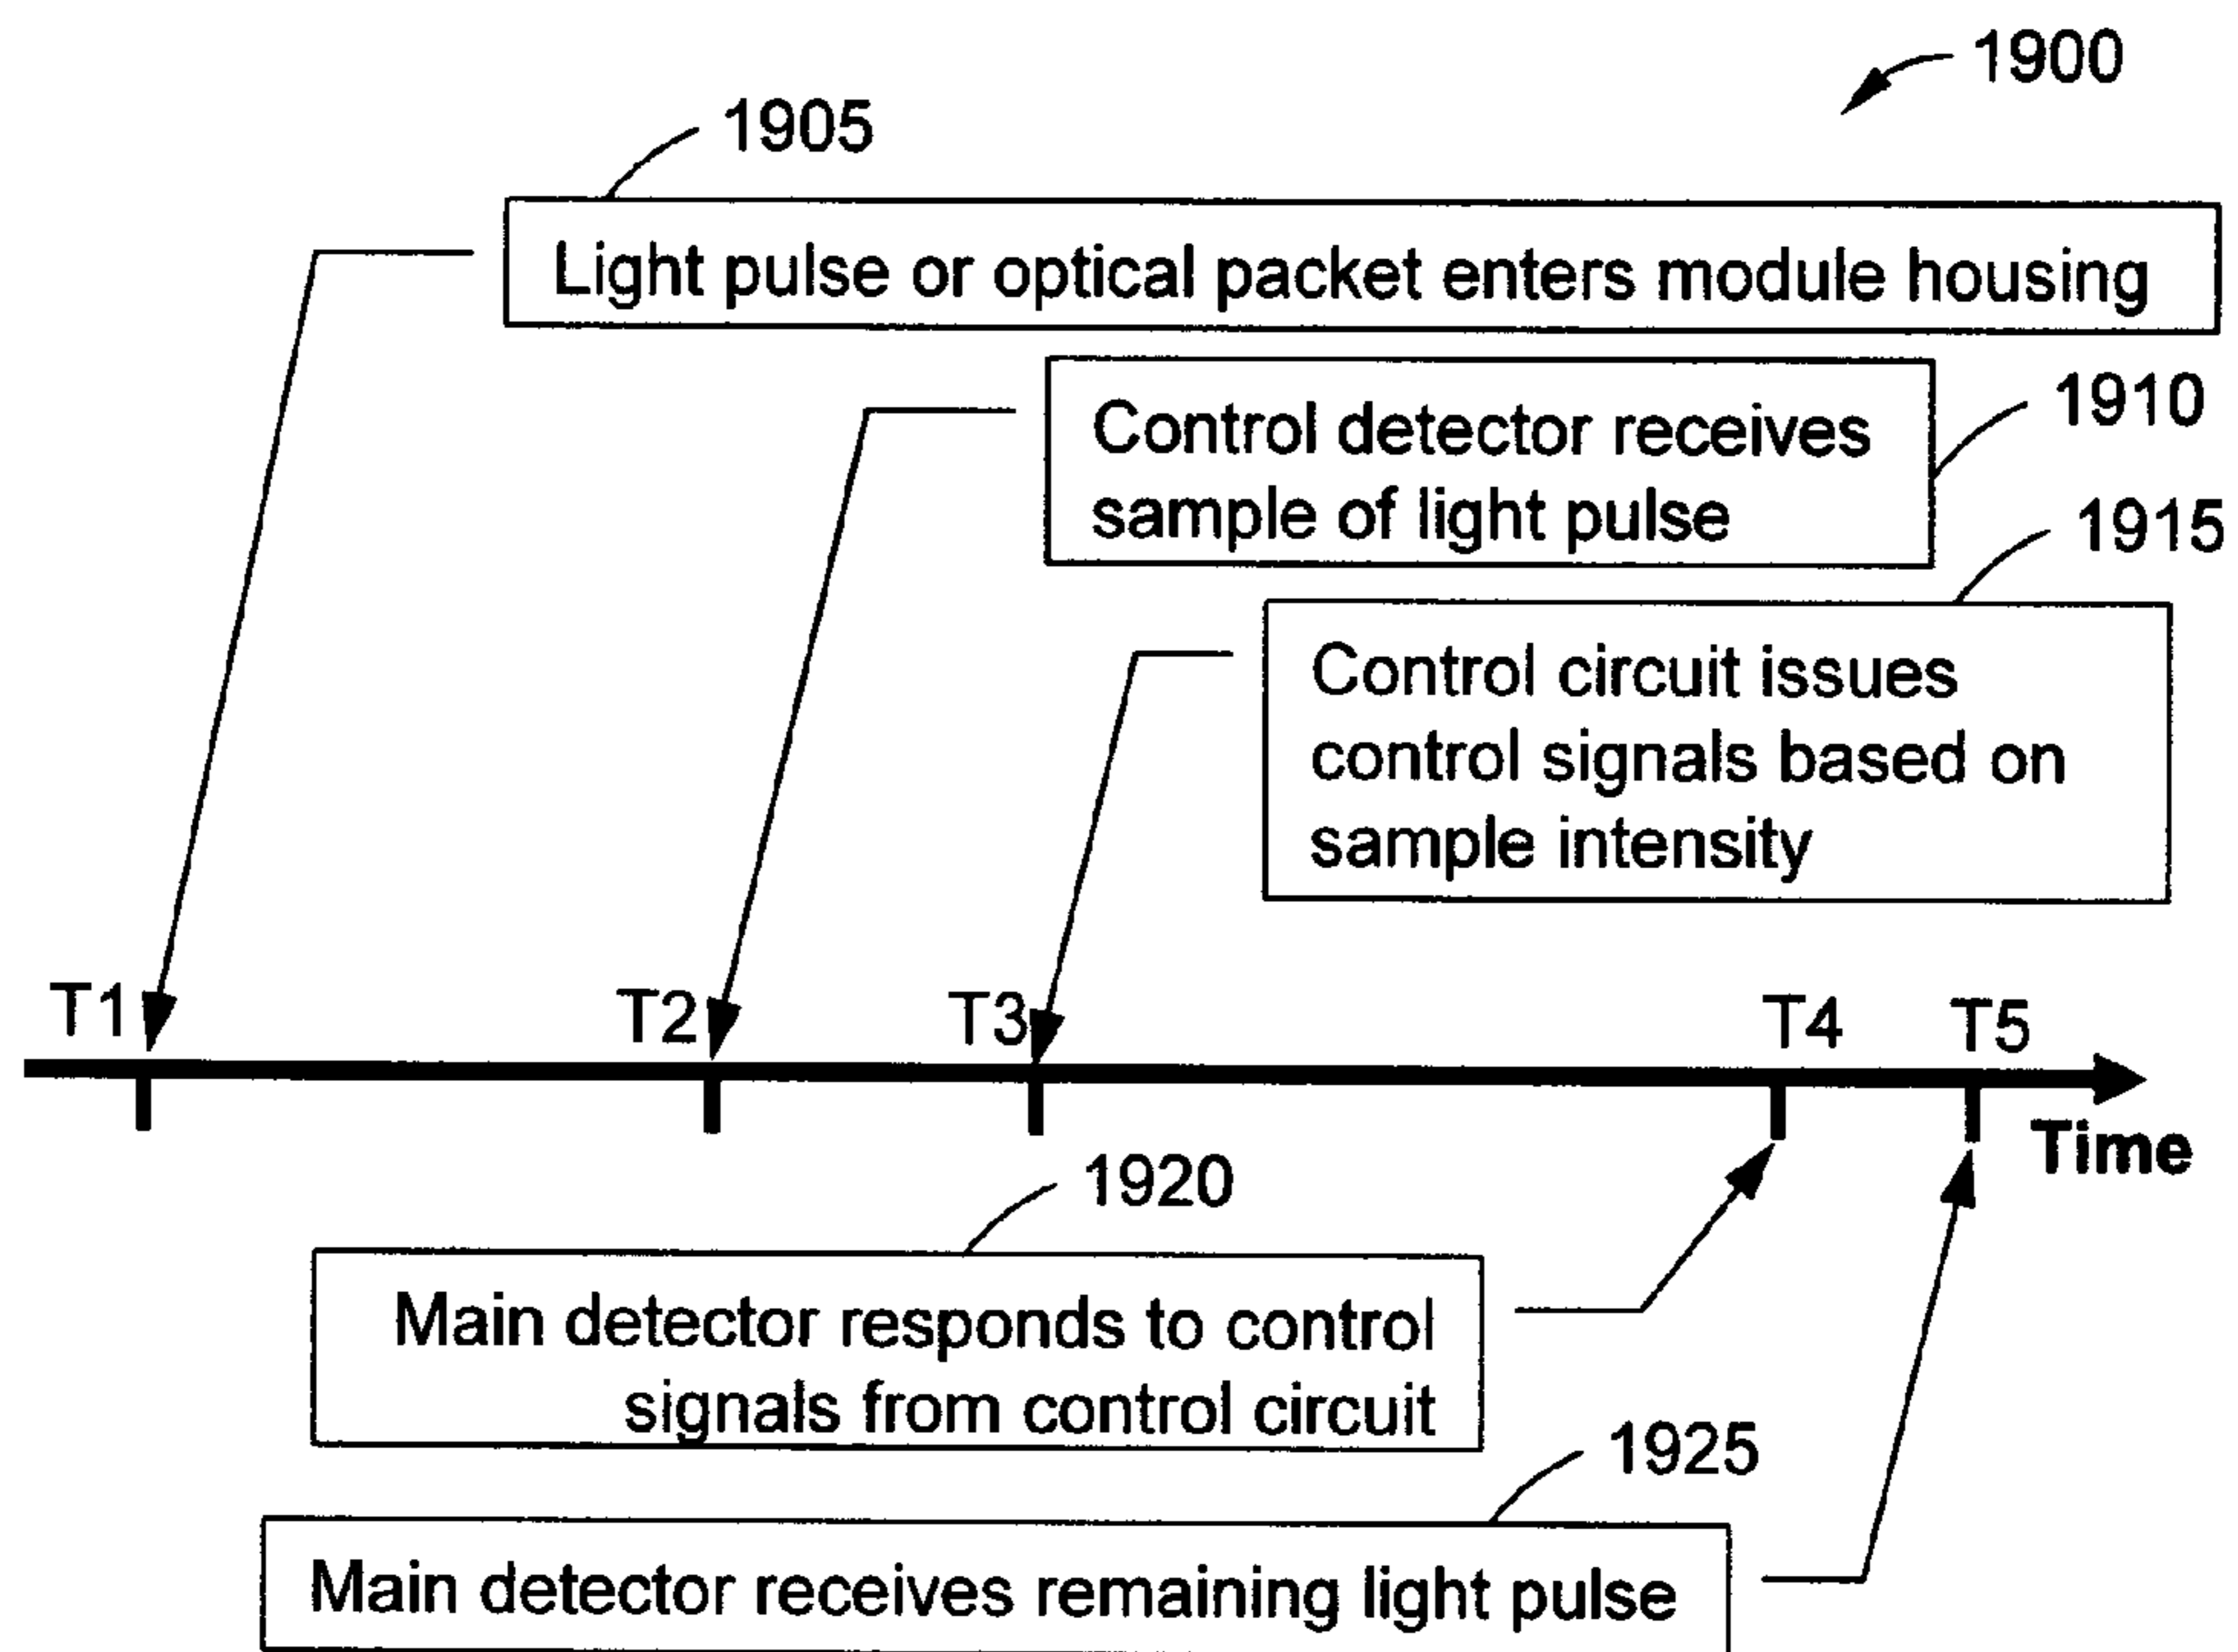 1900
1905
Light pulse or optical packet enters module housing
1910
Control detector receives
sample of light pulse
1915
Control circuit issues
control signals based on
sample intensity
T1
T2
T3
T4
T5
Time
1920
Main detector responds to control
signals from control circuit
1925
Main detector receives remaining light pulse